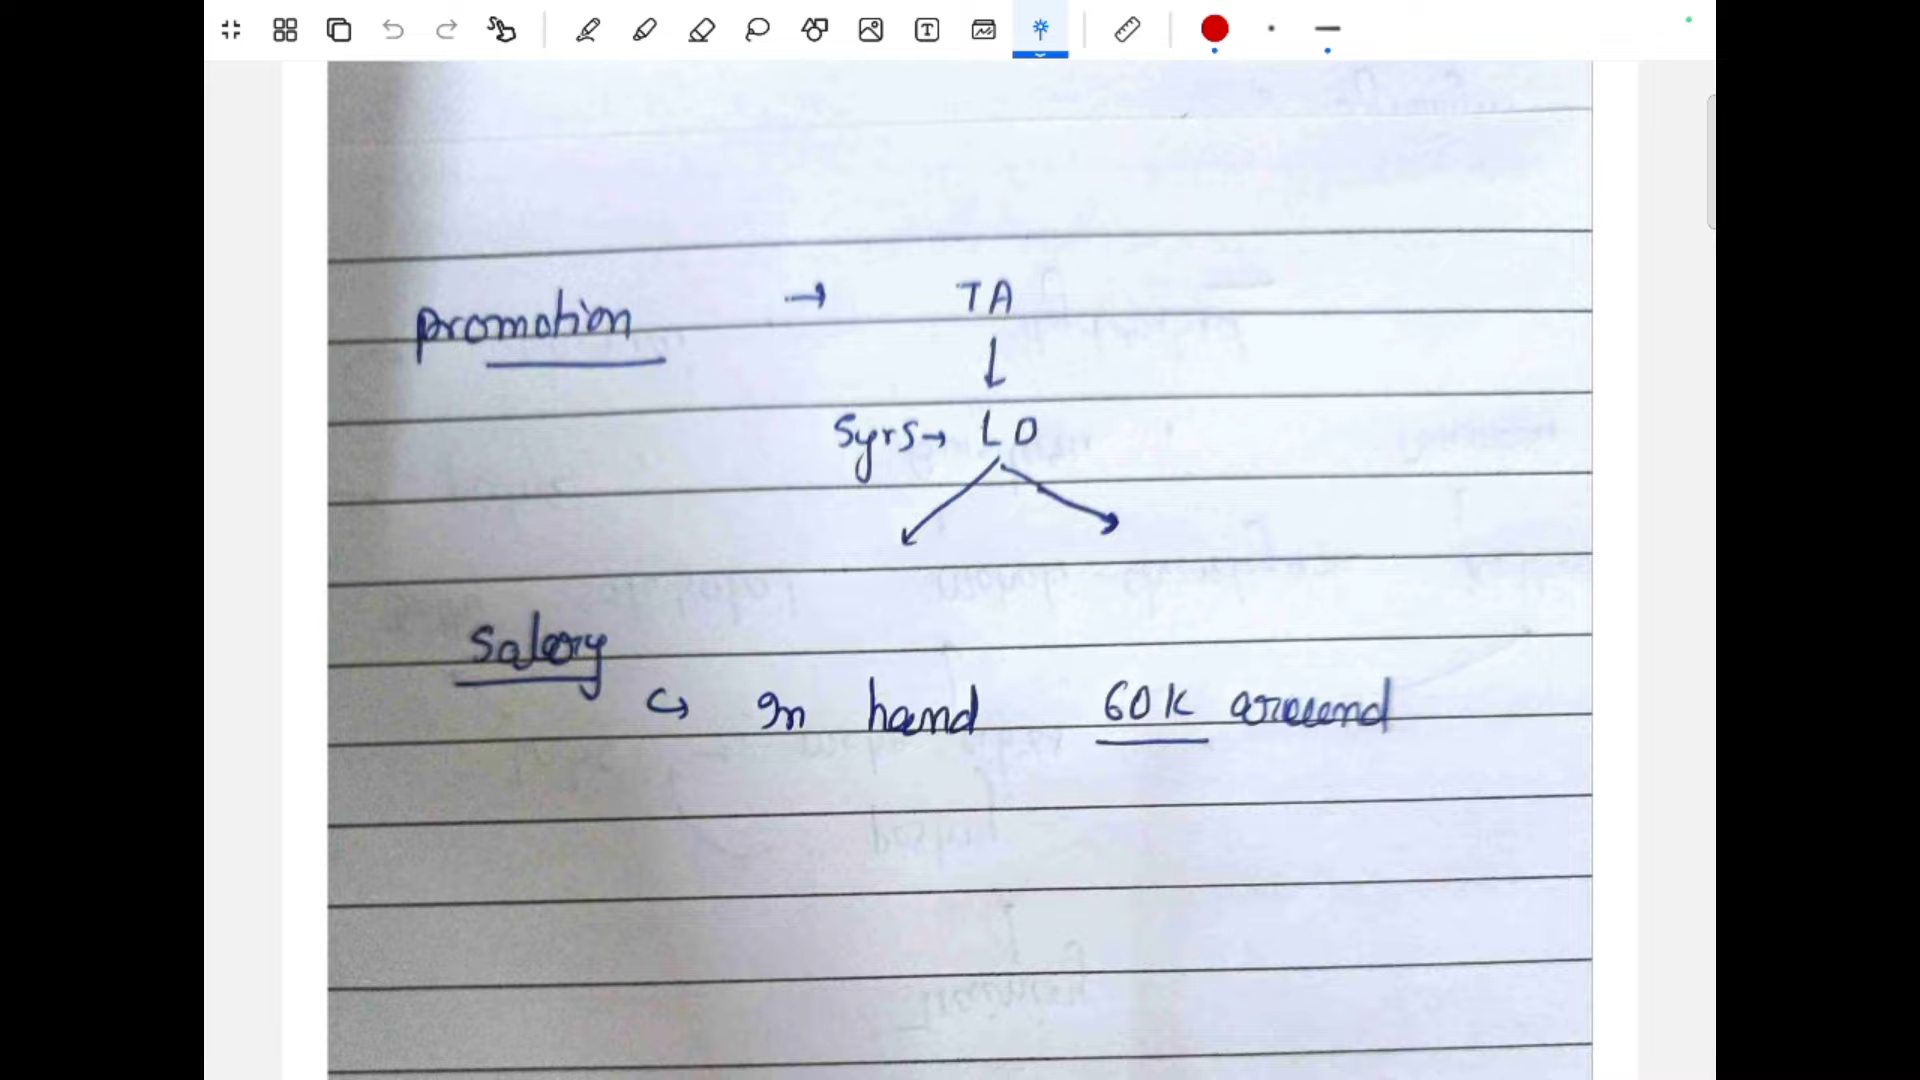 promotion → TA
↓
5yrs → LO
Salary
↪ In hand 60K around